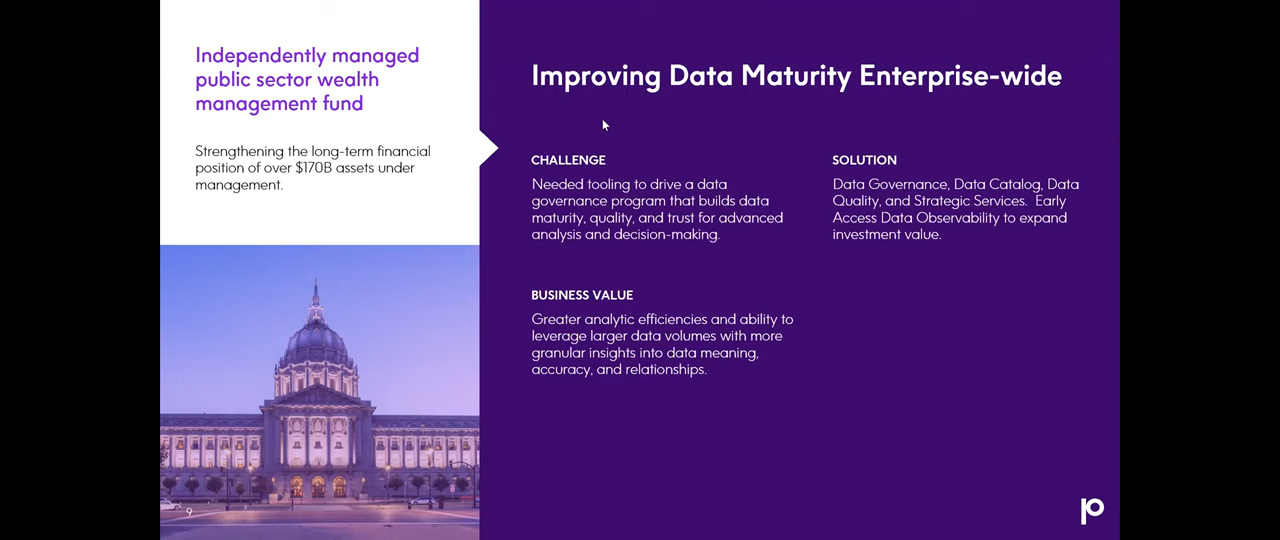 Independently managed
public sector wealth
management fund
Strengthening the long-term financial
position of over $170B assets under
management.
9
Improving Data Maturity Enterprise-wide
CHALLENGE
Needed tooling to drive a data
governance program that builds data
maturity, quality, and trust for advanced
analysis and decision-making.
SOLUTION
Data Governance, Data Catalog, Data
Quality, and Strategic Services. Early
Access Data Observability to expand
investment value.
BUSINESS VALUE
Greater analytic efficiencies and ability to
leverage larger data volumes with more
granular insights into data meaning,
accuracy, and relationships.